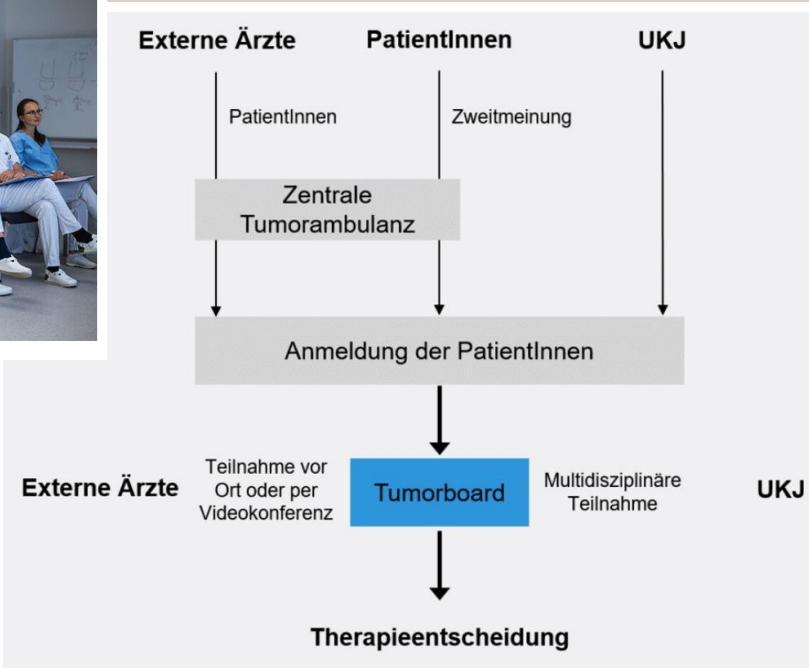 Externe Ärzte
PatientInnen
UKJ
PatientInnen
Zweitmeinung
Zentrale
Tumorambulanz
Anmeldung der PatientInnen
Externe Ärzte
Teilnahme vor
Ort oder per
Videokonferenz
Tumorboard
Multidisziplinäre
Teilnahme
UKJ
Therapieentscheidung